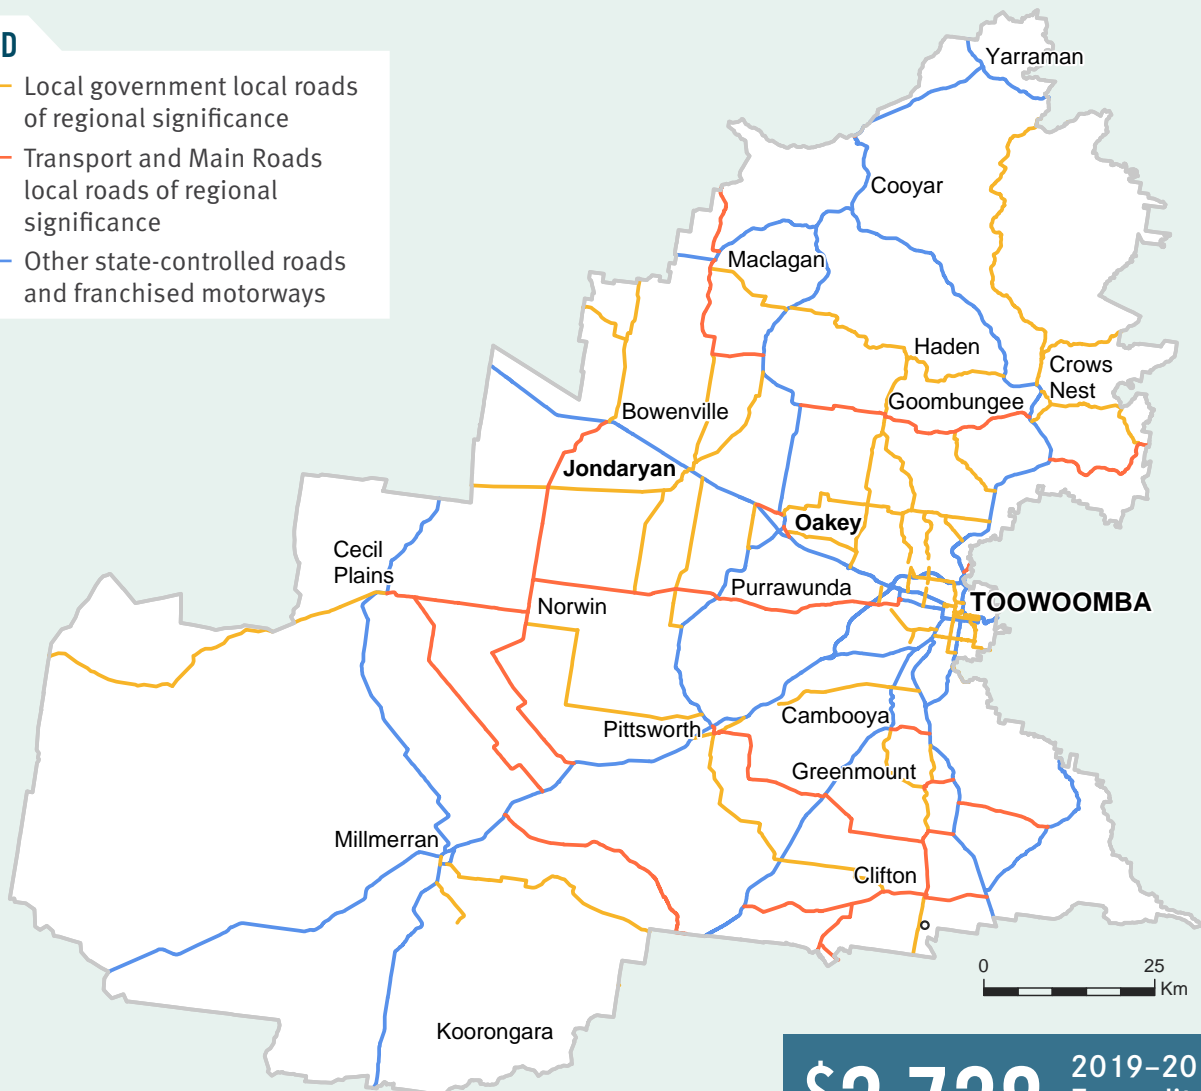 D
Local government local roads
of regional significance
Transport and Main Roads
local roads of regional
significance
Other state-controlled roads
and franchised motorways
Yarraman
Cooyar
Maclagan
Haden
Crows
Nest
Goombungee
Bowenville
Jondaryan
Oakey
Cecil
Plains
Purrawunda
Norwin
TOOWOOMBA
Pittsworth
Cambooya
Greenmount
Millmerran
Clifton
0 25
Km
Koorongara
2019–20